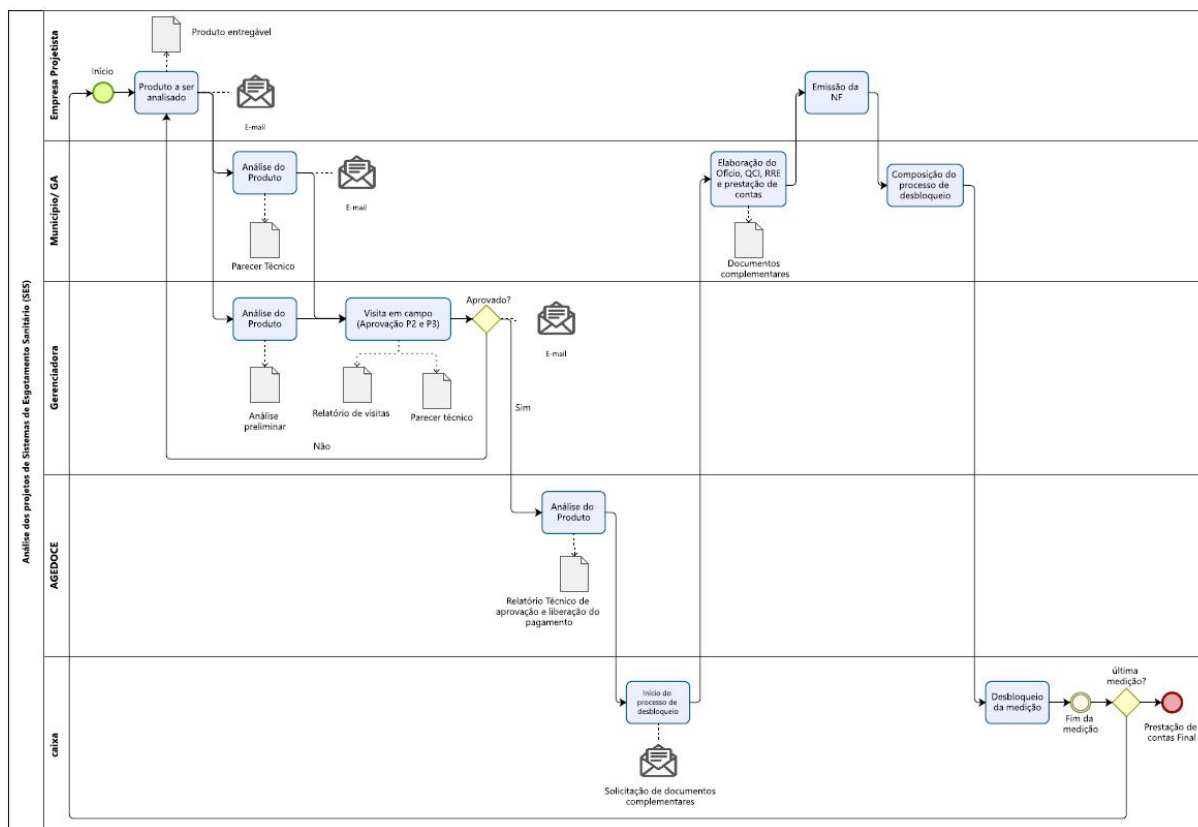 Análise dos projetos de Sistemas de Esgotamento Sanitário (SES)
Empresa Projetista
Produto entregável
Início
Produto a ser
analisado
E-mail
Emissão da
NF
Município/ GA
Análise do
Produto
E-mail
Parecer Técnico
Elaboração do
Ofício, QCI, RRE
e prestação de
contas
Documentos
complementares
Composição do
processo de
desbloqueio
Gerenciadora
Análise do
Produto
Visita em campo
(Aprovação P2 e P3)
Aprovado?
E-mail
Análise
preliminar
Relatório de visitas
Parecer técnico
Sim
Não
AGEDOCE
Análise do
Produto
Relatório Técnico de
aprovação e liberação do
pagamento
caixa
Início do
processo de
desbloqueio
Solicitação de documentos
complementares
Desbloqueio
da medição
Fim da
medição
última
medição?
Prestação de
contas Final